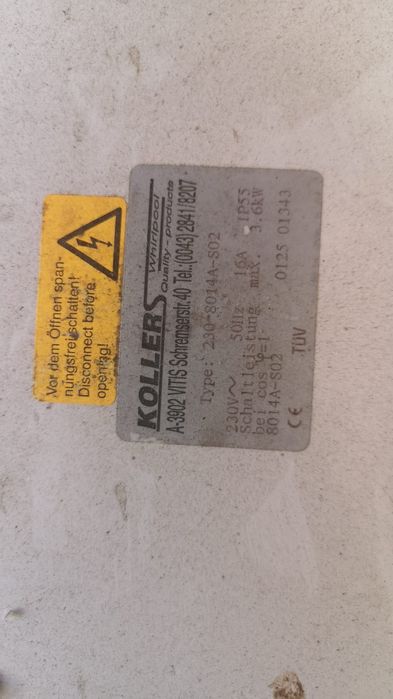 Vor dem Öffnen span-
nungsfrei schalten!
Disconnect before
opening!
KOLLER
Whirlpool
Quality - products
A-3902 VITIS Schremserstr.40 Tel.:(0043)2841/8207
Type: 230-8014A-S02
230V~ 50Hz 16A IP55
Schaltleistung max. 3.6kW
bei cos φ=1
8014A-S02 0125 01343
CE TÜV